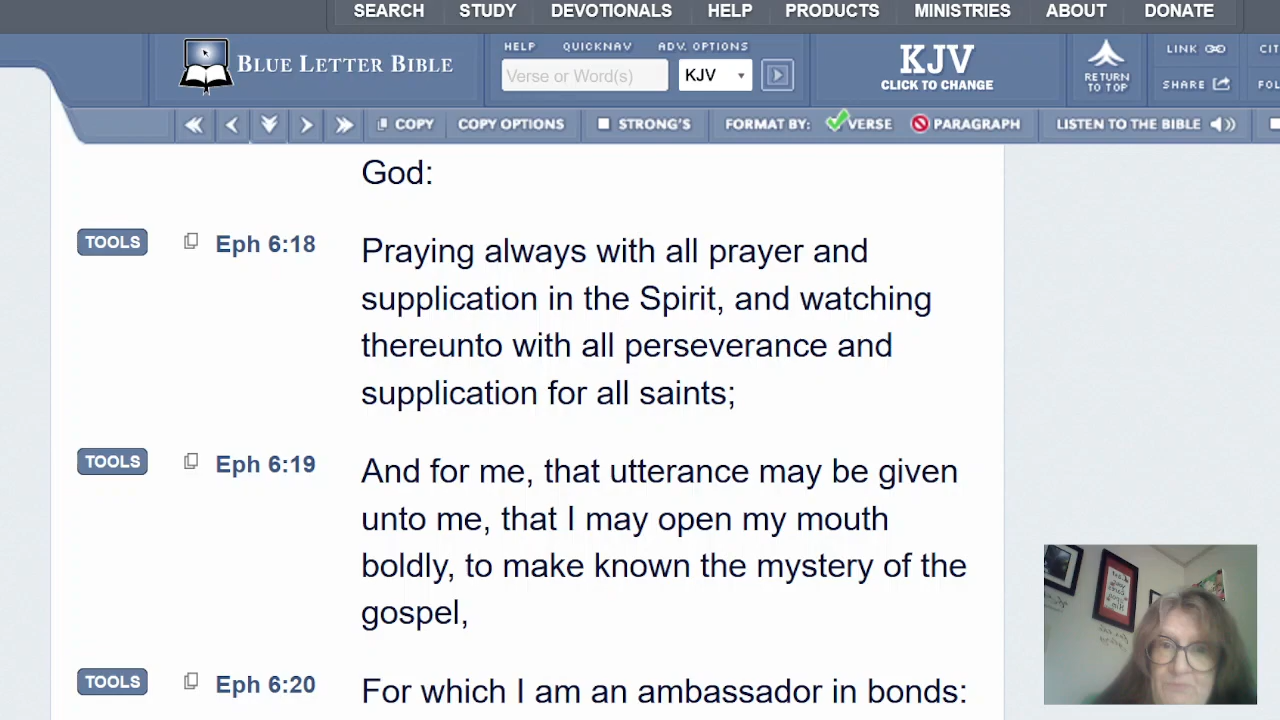 SEARCH STUDY DEVOTIONALS HELP PRODUCTS MINISTRIES ABOUT DONATE
BLUE LETTER BIBLE
HELP QUICKNAV ADV. OPTIONS
Verse or Word(s) KJV
KJV
CLICK TO CHANGE
RETURN
TO TOP
LINK
SHARE
CIT
FOL
COPY COPY OPTIONS STRONG'S FORMAT BY: VERSE PARAGRAPH LISTEN TO THE BIBLE
God:
TOOLS Eph 6:18 Praying always with all prayer and
supplication in the Spirit, and watching
thereunto with all perseverance and
supplication for all saints;
TOOLS Eph 6:19 And for me, that utterance may be given
unto me, that I may open my mouth
boldly, to make known the mystery of the
gospel,
TOOLS Eph 6:20 For which I am an ambassador in bonds: